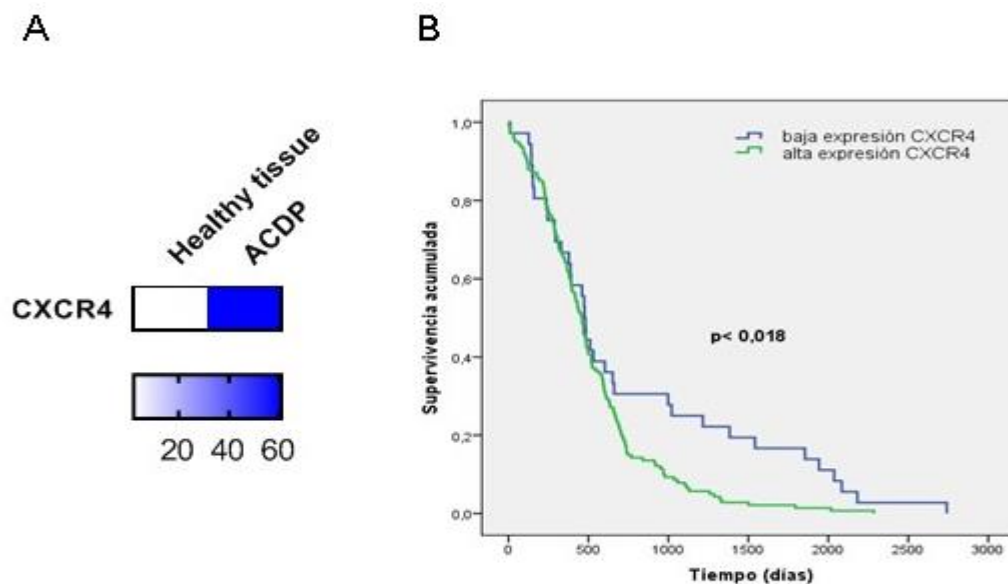 A
Healthy tissue
ACDP
CXCR4
20 40 60
B
baja expresión CXCR4
alta expresión CXCR4
Supervivencia acumulada
1,0
0,8
0,6
0,4
0,2
0,0
p< 0,018
0 500 1000 1500 2000 2500 3000
Tiempo (días)